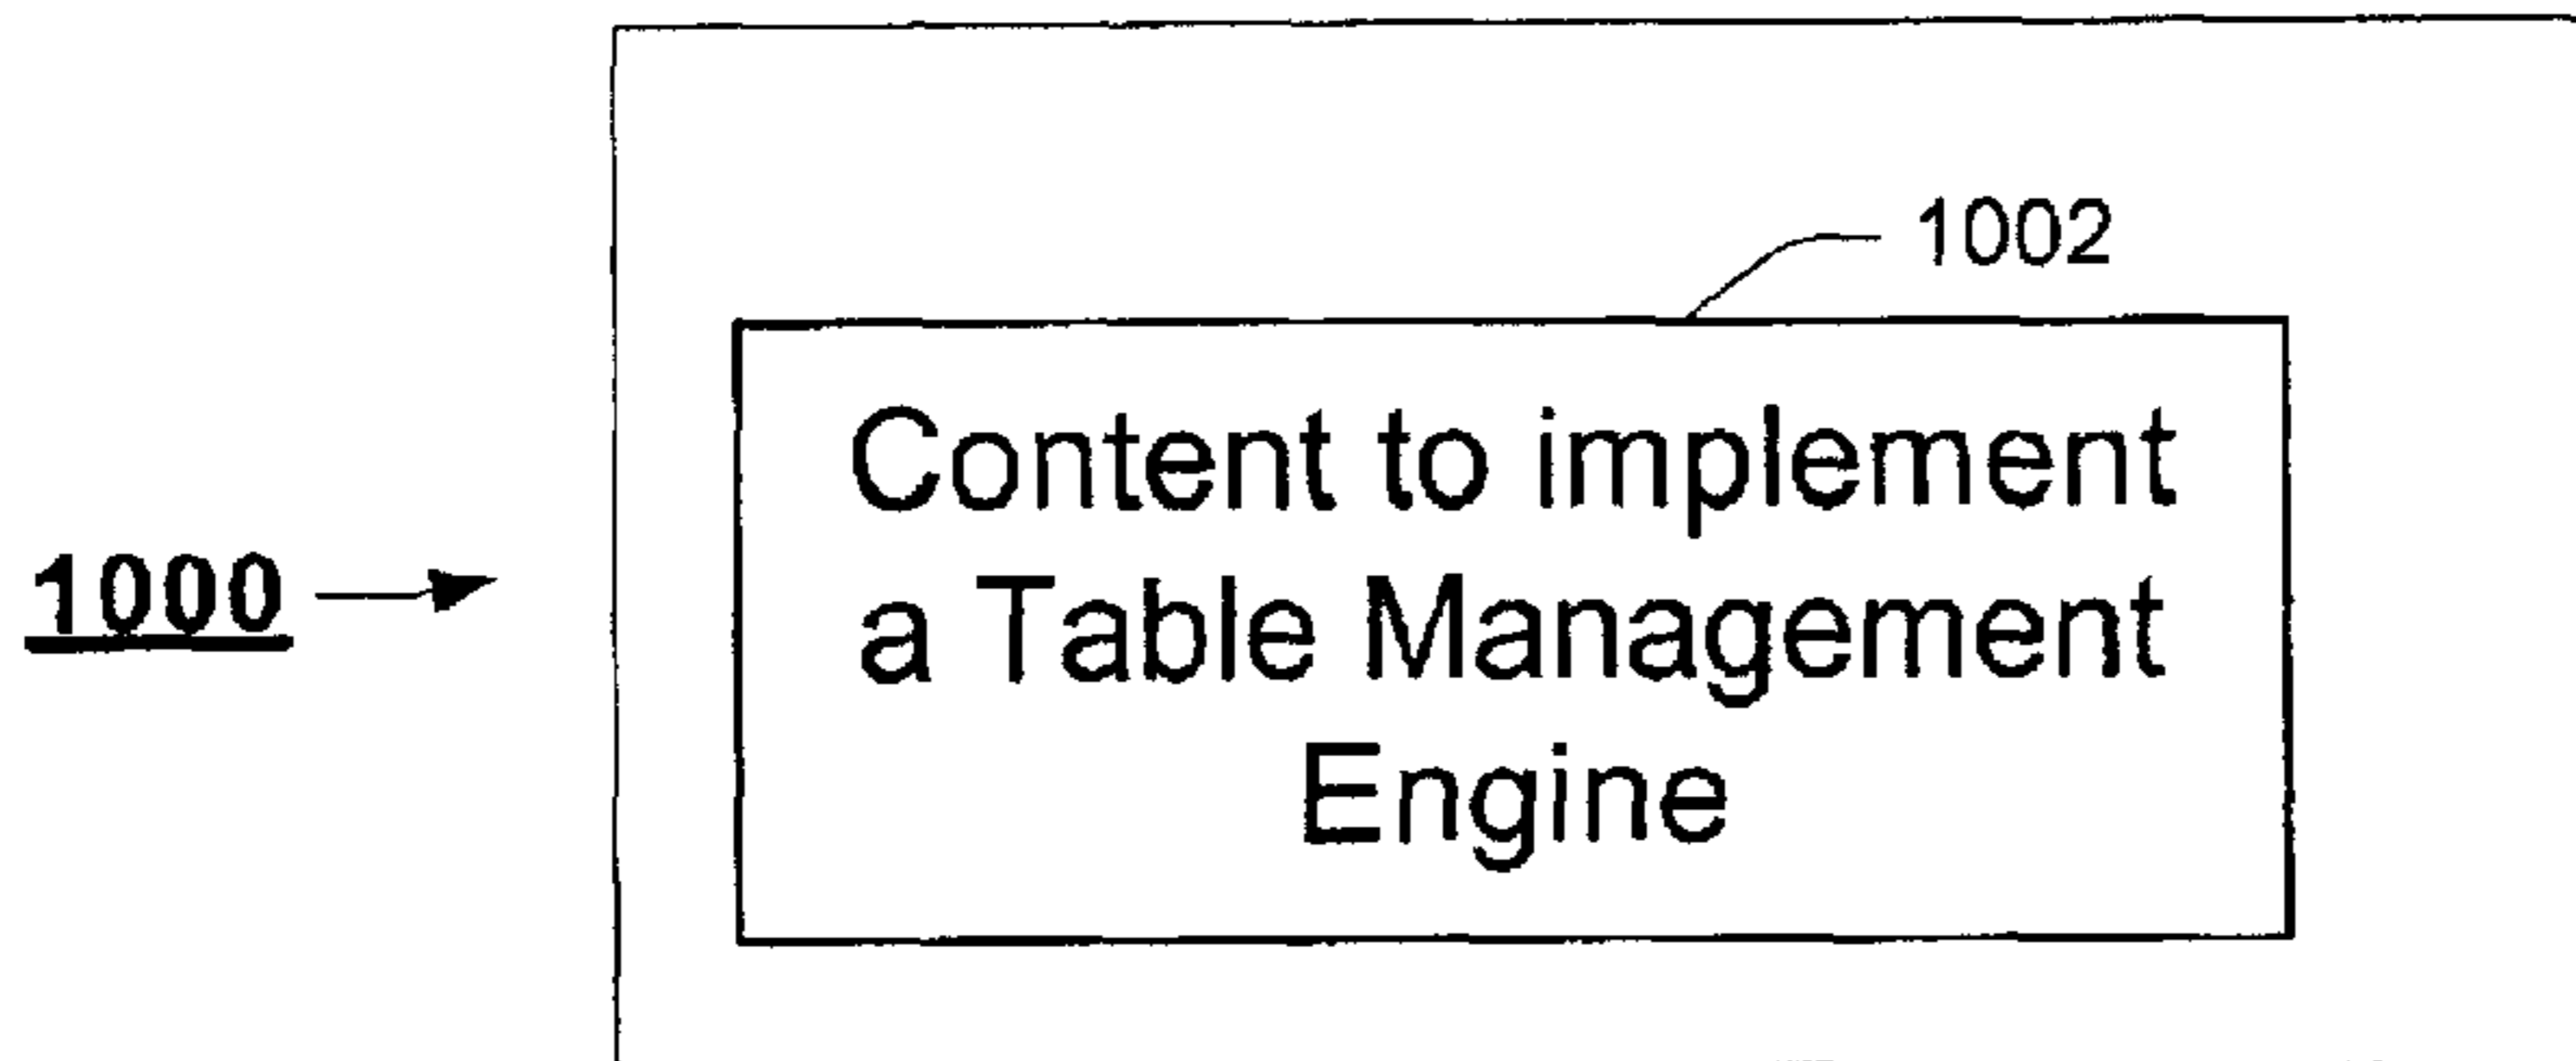 1002
Content to implement
a Table Management
Engine
1000